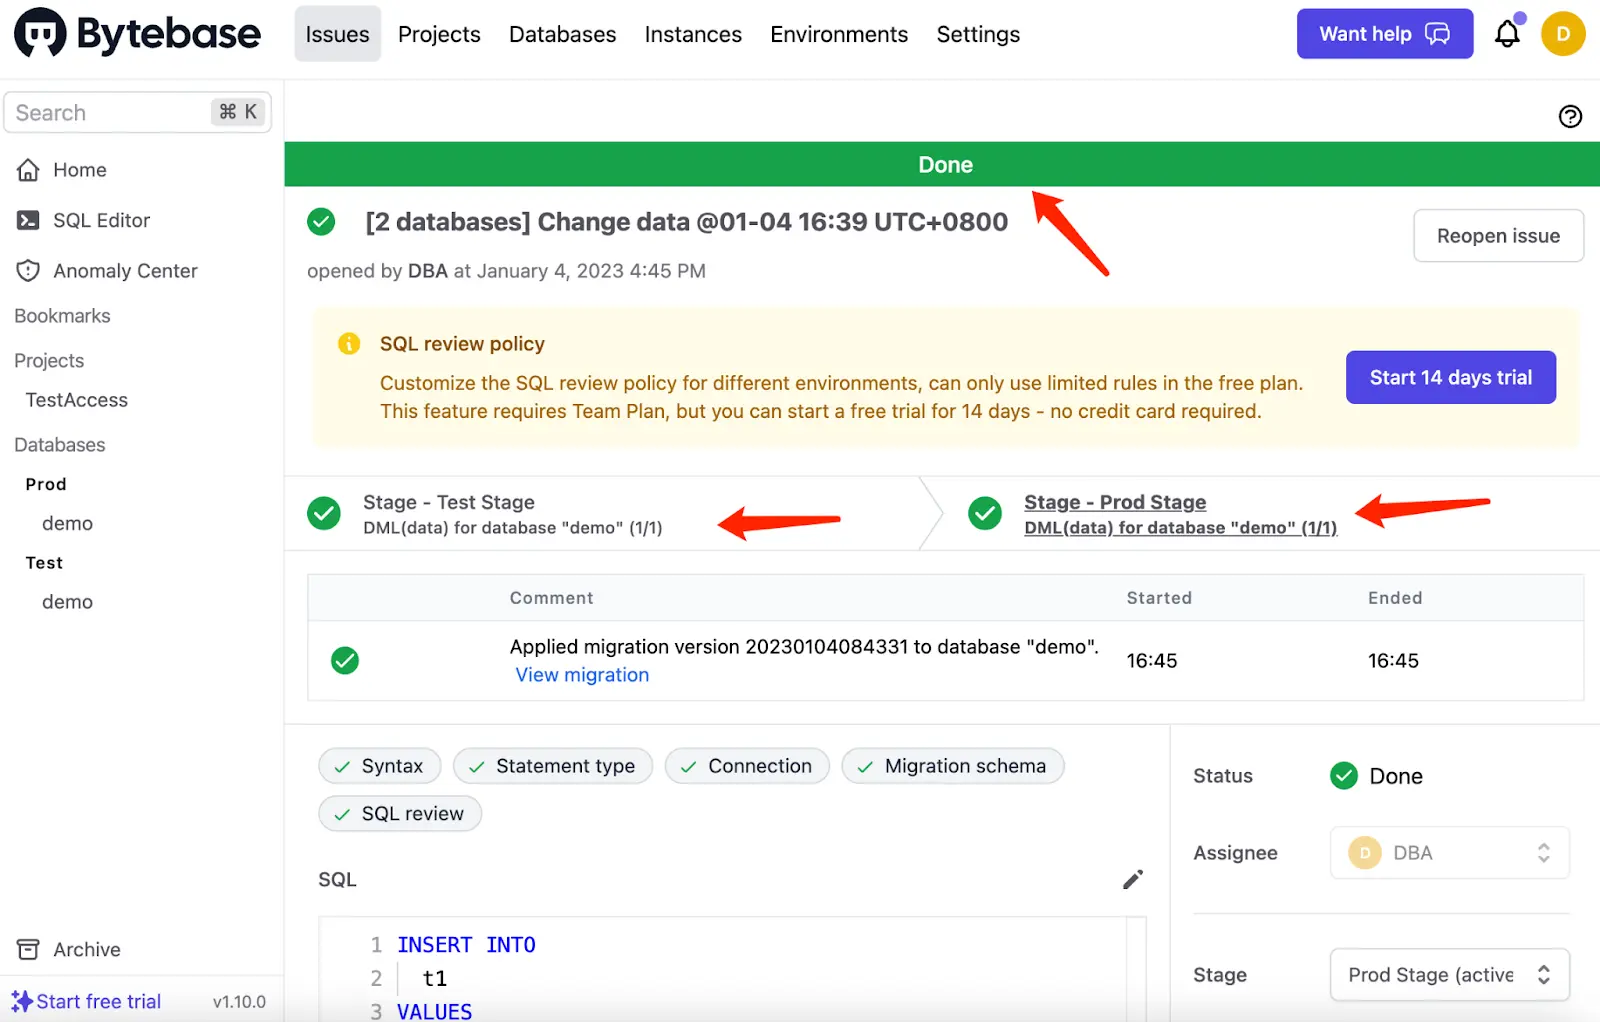 Bytebase
Issues
Projects
Databases
Instances
Environments
Settings
Want help
D
Search
⌘ K
Home
SQL Editor
Anomaly Center
Bookmarks
Projects
TestAccess
Databases
Prod
demo
Test
demo
Archive
Start free trial
v1.10.0
Done
[2 databases] Change data @01-04 16:39 UTC+0800
opened by DBA at January 4, 2023 4:45 PM
Reopen issue
SQL review policy
Customize the SQL review policy for different environments, can only use limited rules in the free plan.
This feature requires Team Plan, but you can start a free trial for 14 days - no credit card required.
Start 14 days trial
Stage - Test Stage
DML(data) for database "demo" (1/1)
Stage - Prod Stage
DML(data) for database "demo" (1/1)
Comment
Started
Ended
Applied migration version 20230104084331 to database "demo".
View migration
16:45
16:45
Syntax
Statement type
Connection
Migration schema
SQL review
SQL
1 INSERT INTO
2 t1
3 VALUES
Status
Done
Assignee
D
DBA
Stage
Prod Stage (active